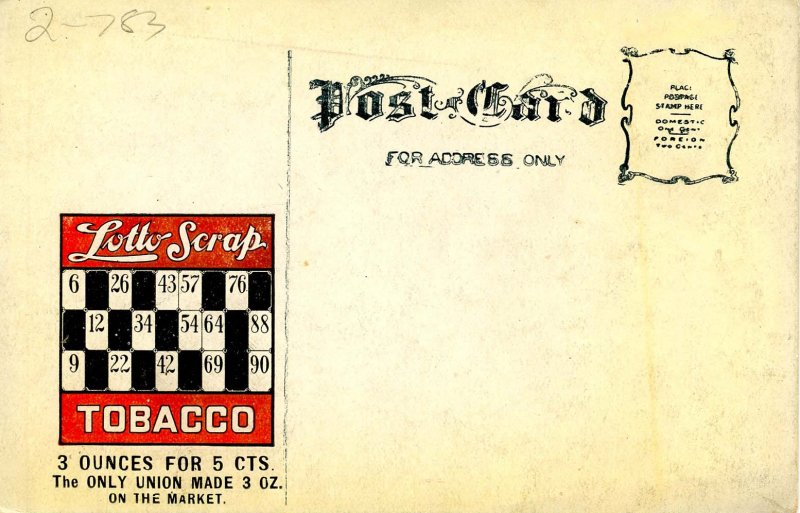 2-783
Post Card
FOR ADDRESS ONLY
PLACE
POSTAGE
STAMP HERE
DOMESTIC
One Cent
FOREIGN
Two Cents
Lotto Scrap
6 26 43 57 76
12 34 54 64 88
9 22 42 69 90
TOBACCO
3 OUNCES FOR 5 CTS.
The ONLY UNION MADE 3 OZ.
ON THE MARKET.